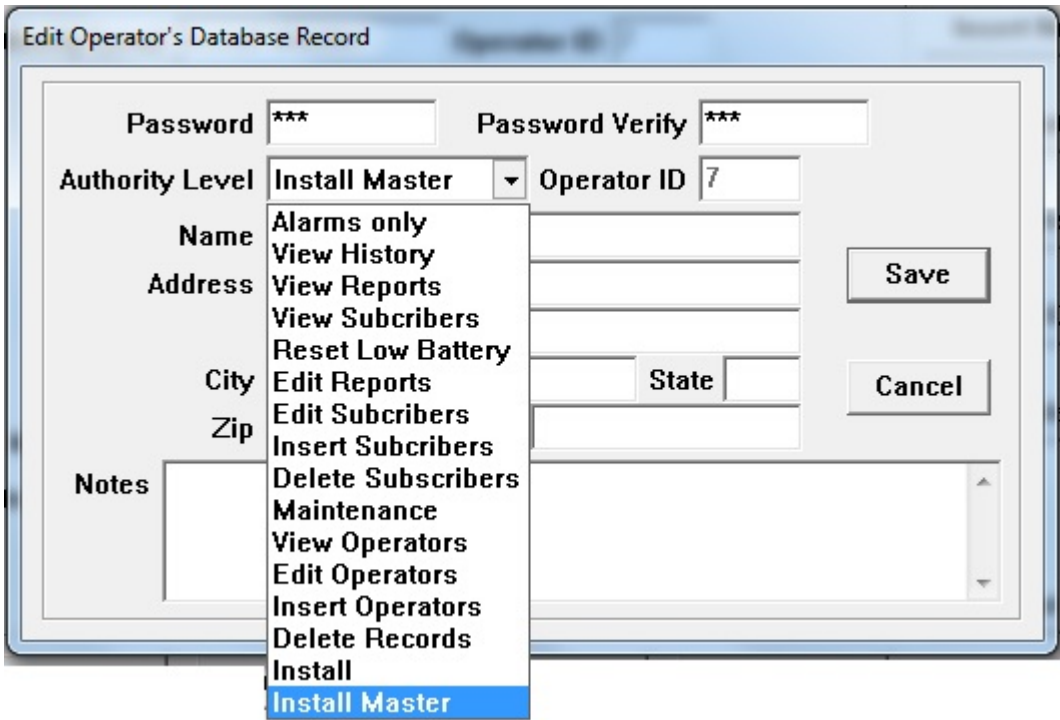 Edit Operator's Database Record
Operator ID
Password *** Password Verify ***
Authority Level Install Master Operator ID 7
Name
Address
City State
Zip
Notes
Save
Cancel
Alarms only
View History
View Reports
View Subcribers
Reset Low Battery
Edit Reports
Edit Subcribers
Insert Subcribers
Delete Subscribers
Maintenance
View Operators
Edit Operators
Insert Operators
Delete Records
Install
Install Master